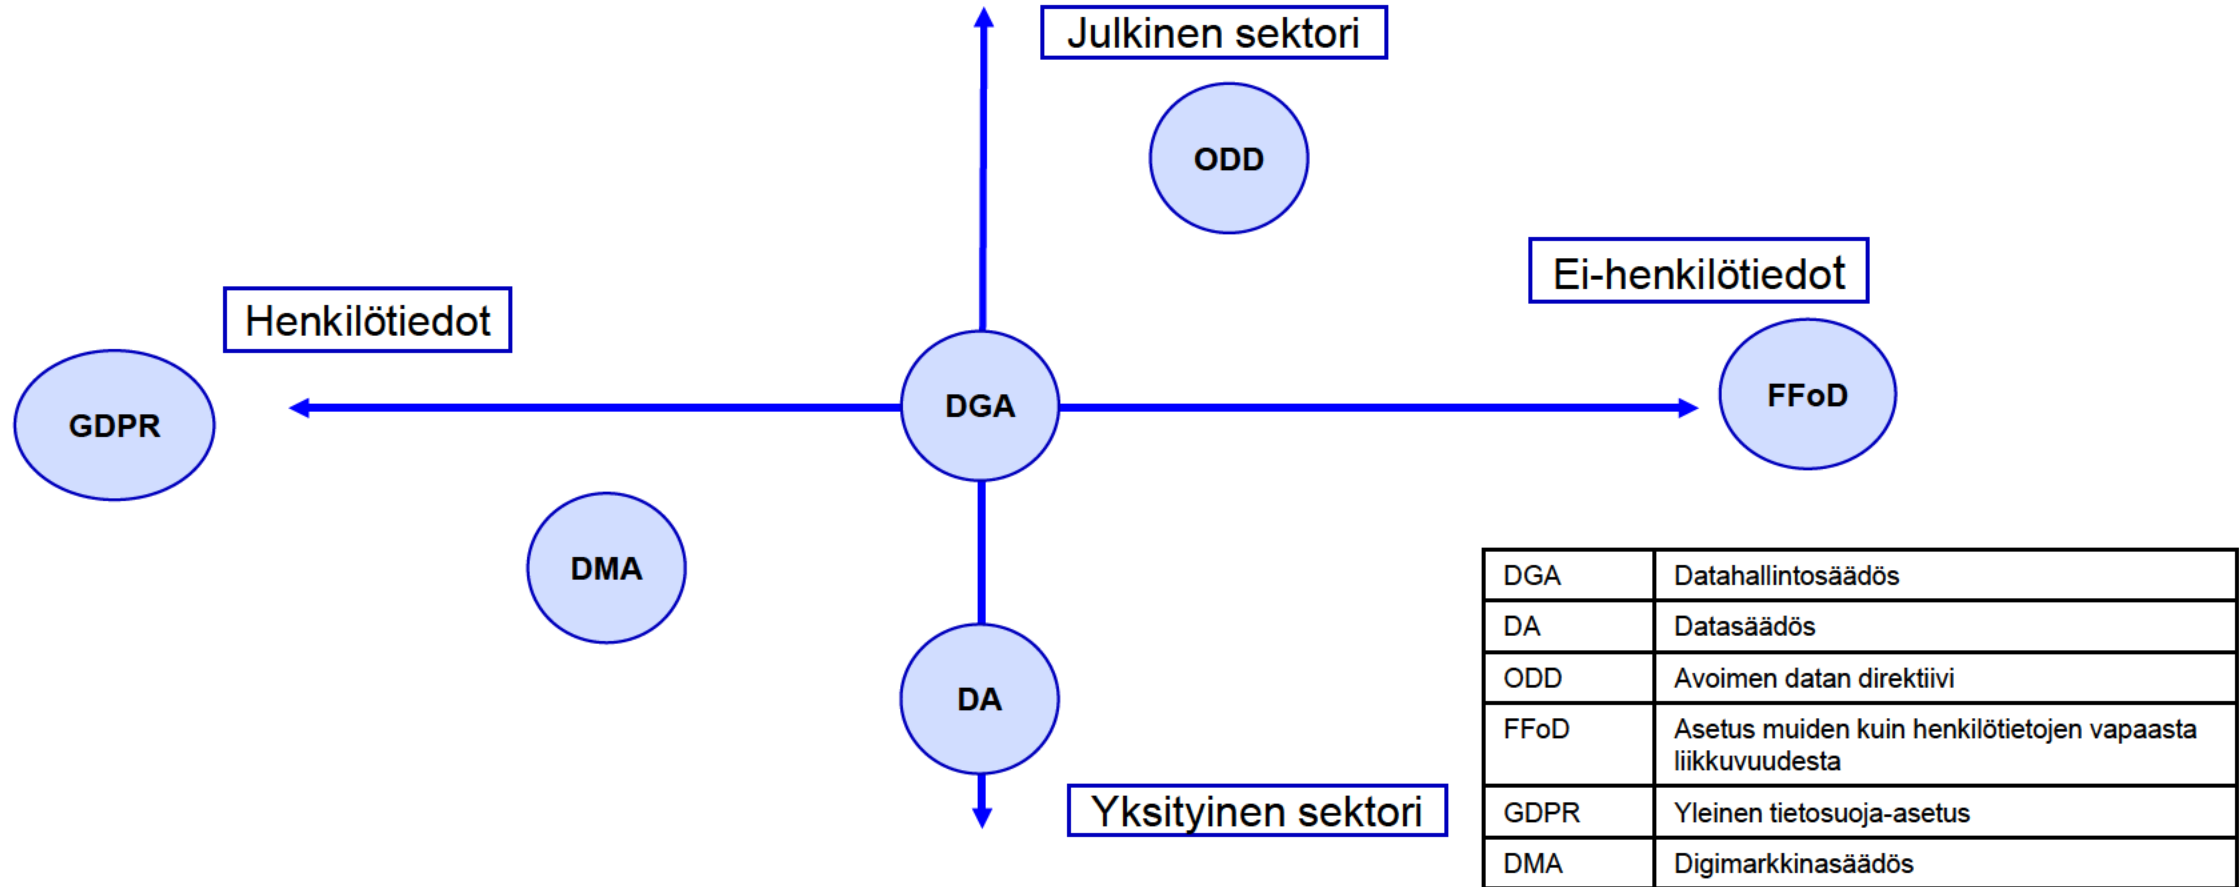 Julkinen sektori
ODD
Ei-henkilötiedot
Henkilötiedot
GDPR
DGA
FFoD
DMA
DA
Yksityinen sektori
DGA Datahallintosäädös
DA Datasäädös
ODD Avoimen datan direktiivi
FFoD Asetus muiden kuin henkilötietojen vapaasta
liikkuvuudesta
GDPR Yleinen tietosuoja-asetus
DMA Digimarkkinasäädös